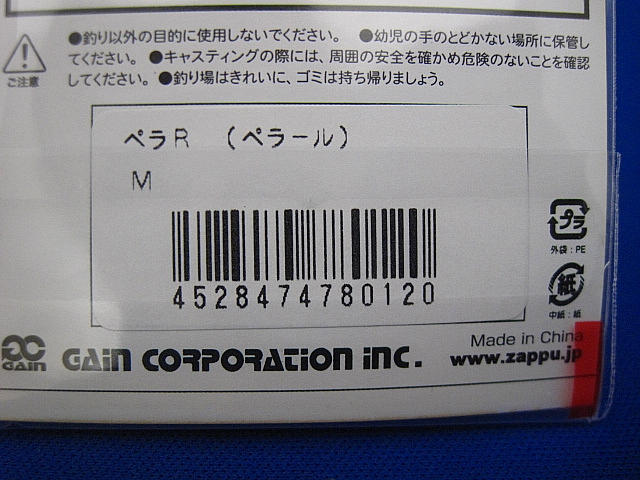 ●釣り以外の目的に使用しないでください。 ●幼児の手のとどかない場所に保管し
てください。 ●キャスティングの際には、周囲の安全を確かめ危険のないことを確認
してください。 ●釣り場はきれいに、ゴミは持ち帰りましょう。
ご注意
ペラR （ペラール）
M
4528474780120
プラ
外袋：PE
紙
中紙：紙
GAIN
GAIN CORPORATION INC.
Made in China
www.zappu.jp